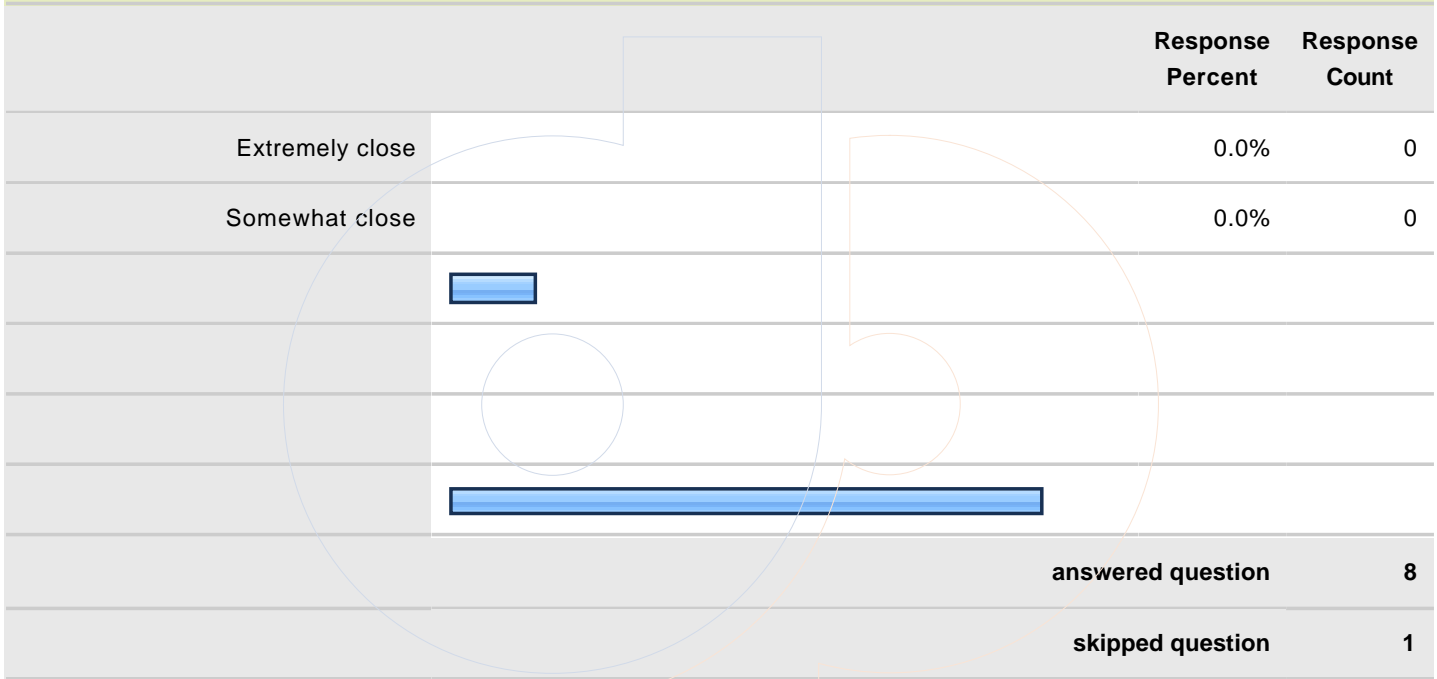 Response Percent Response Count
Extremely close 0.0% 0
Somewhat close 0.0% 0
answered question 8
skipped question 1